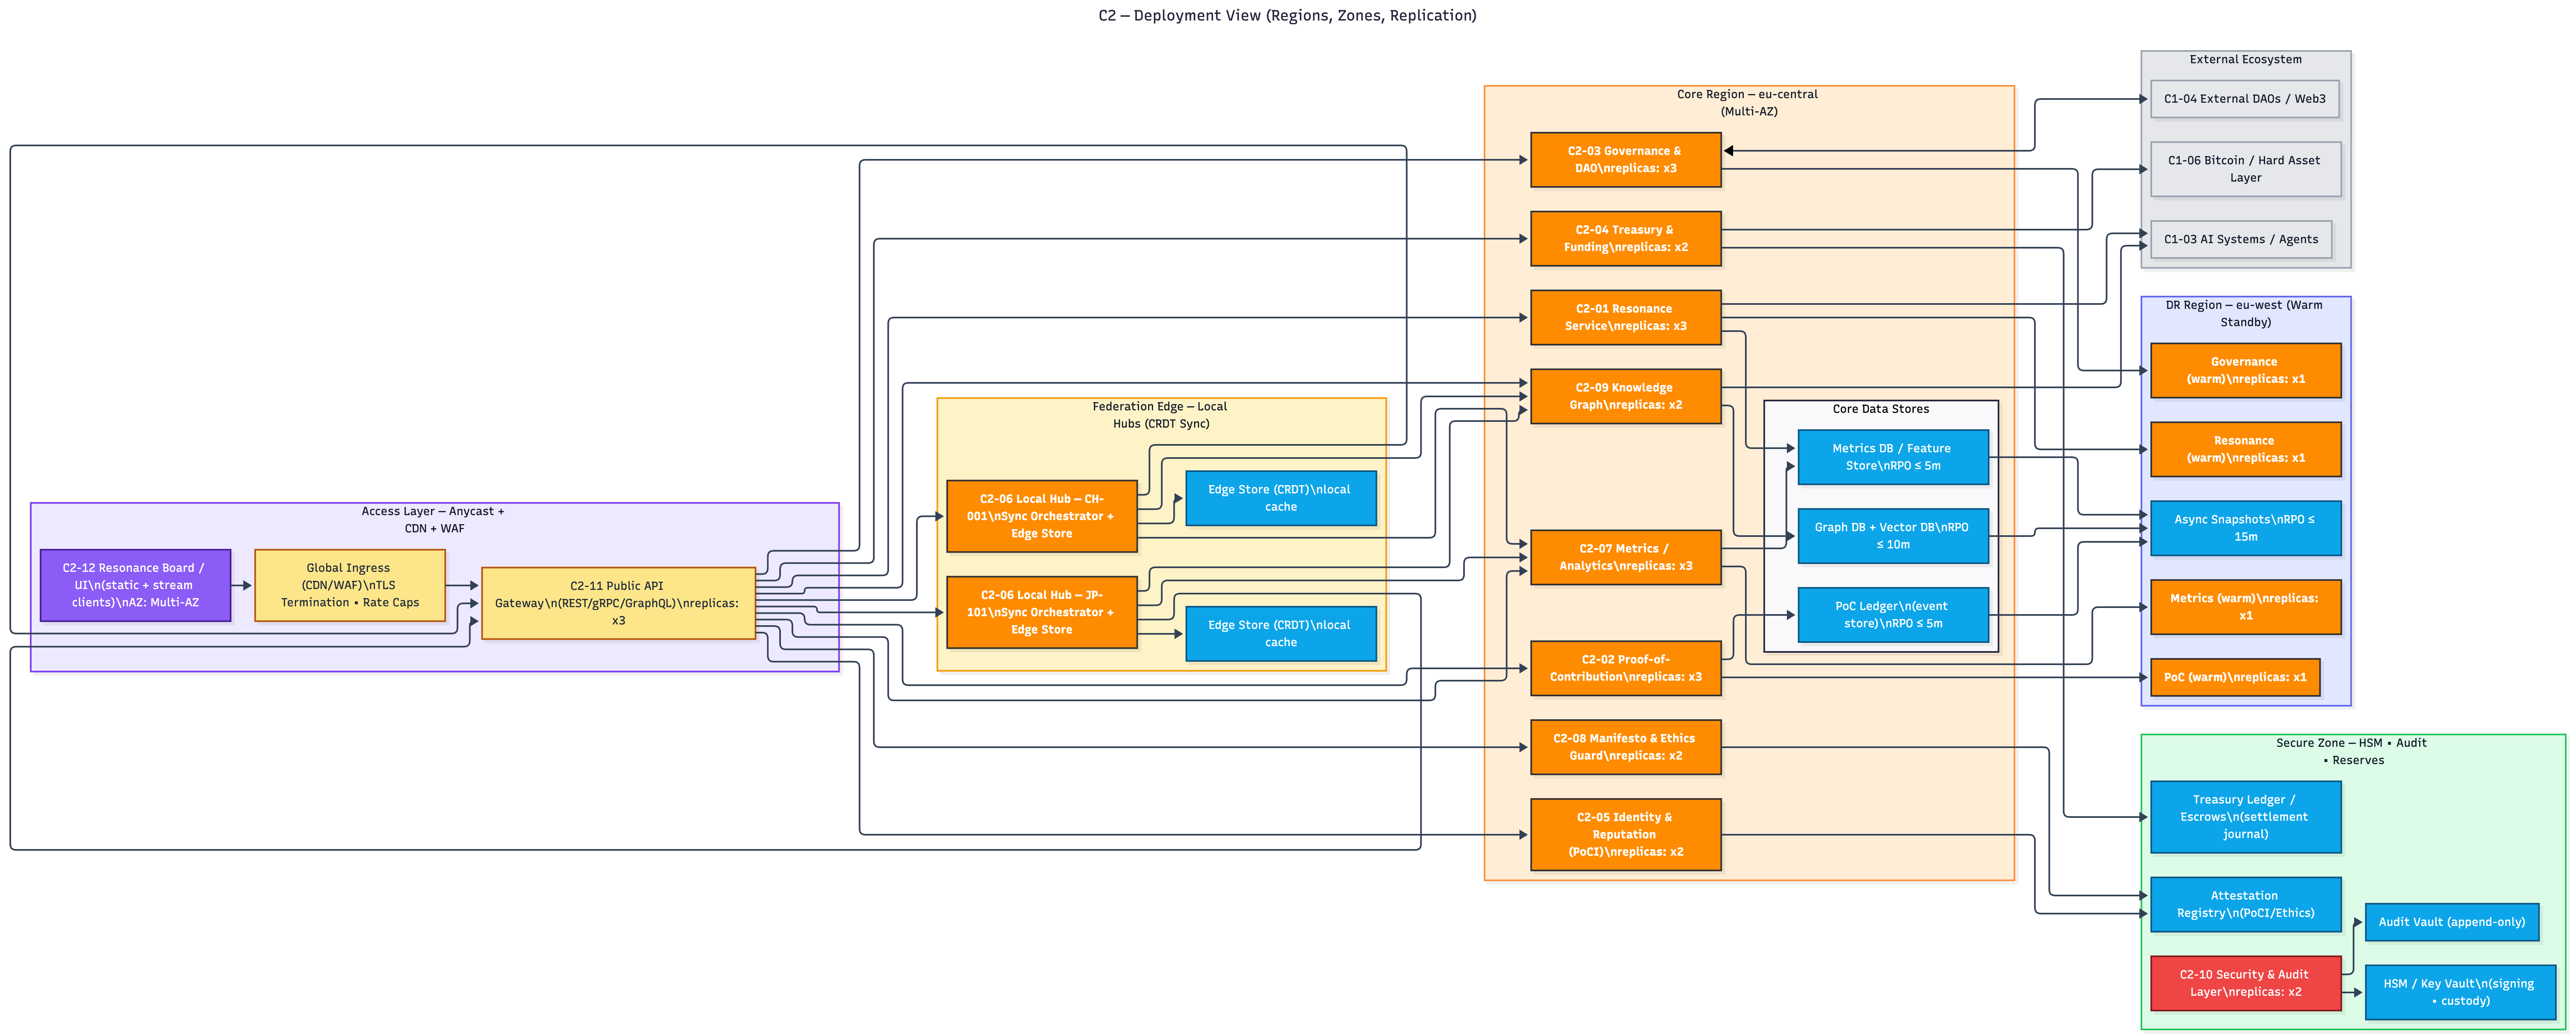 C2 — Deployment View (Regions, Zones, Replication)
Access Layer — Anycast +
CDN + WAF
C2-12 Resonance Board /
UI\n(static + stream
clients)\nAZ: Multi-AZ
Global Ingress
(CDN/WAF)\nTLS
Termination • Rate Caps
C2-11 Public API
Gateway\n(REST/gRPC/GraphQL)\nreplicas:
x3
Federation Edge — Local
Hubs (CRDT Sync)
C2-06 Local Hub — CH-
001\nSync Orchestrator +
Edge Store
Edge Store (CRDT)\nlocal
cache
C2-06 Local Hub — JP-
101\nSync Orchestrator +
Edge Store
Edge Store (CRDT)\nlocal
cache
Core Region — eu-central
(Multi-AZ)
C2-03 Governance &
DAO\nreplicas: x3
C2-04 Treasury &
Funding\nreplicas: x2
C2-01 Resonance
Service\nreplicas: x3
C2-09 Knowledge
Graph\nreplicas: x2
C2-07 Metrics /
Analytics\nreplicas: x3
C2-02 Proof-of-
Contribution\nreplicas: x3
C2-08 Manifesto & Ethics
Guard\nreplicas: x2
C2-05 Identity &
Reputation
(PoCI)\nreplicas: x2
Core Data Stores
Metrics DB / Feature
Store\nRPO ≤ 5m
Graph DB + Vector DB\nRPO
≤ 10m
PoC Ledger\n(event
store)\nRPO ≤ 5m
External Ecosystem
C1-04 External DAOs / Web3
C1-06 Bitcoin / Hard Asset
Layer
C1-03 AI Systems / Agents
DR Region — eu-west (Warm
Standby)
Governance
(warm)\nreplicas: x1
Resonance
(warm)\nreplicas: x1
Async Snapshots\nRPO ≤
15m
Metrics (warm)\nreplicas:
x1
PoC (warm)\nreplicas: x1
Secure Zone — HSM • Audit
• Reserves
Treasury Ledger /
Escrows\n(settlement
journal)
Attestation
Registry\n(PoCI/Ethics)
C2-10 Security & Audit
Layer\nreplicas: x2
Audit Vault (append-only)
HSM / Key Vault\n(signing
• custody)